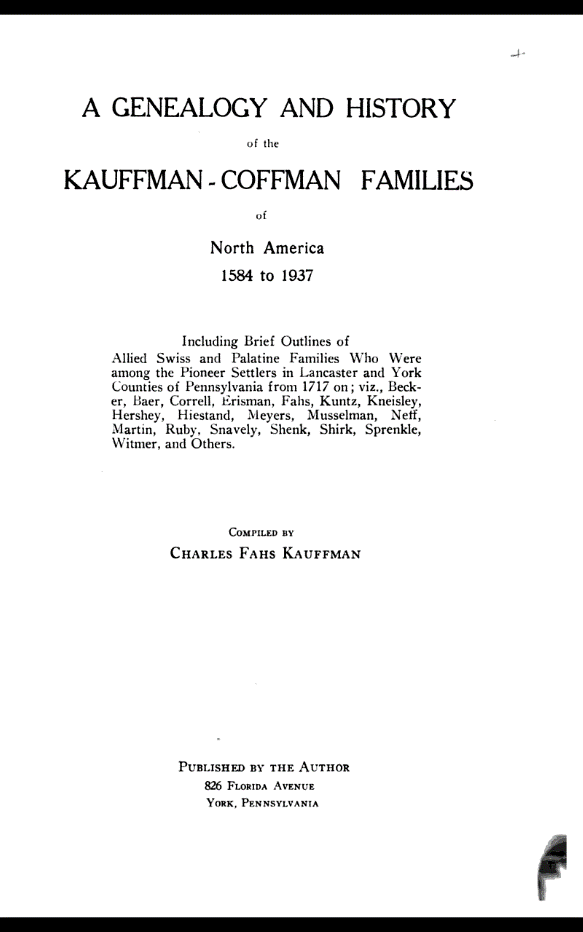 A GENEALOGY AND HISTORY
of the
KAUFFMAN - COFFMAN FAMILIES
of
North America
1584 to 1937
Including Brief Outlines of
Allied Swiss and Palatine Families Who Were
among the Pioneer Settlers in Lancaster and York
Counties of Pennsylvania from 1717 on; viz., Beck-
er, Baer, Correll, Erisman, Fahs, Kuntz, Kneisley,
Hershey, Hiestand, Meyers, Musselman, Neff,
Martin, Ruby, Snavely, Shenk, Shirk, Sprenkle,
Witmer, and Others.
COMPILED BY
CHARLES FAHS KAUFFMAN
PUBLISHED BY THE AUTHOR
826 FLORIDA AVENUE
YORK, PENNSYLVANIA